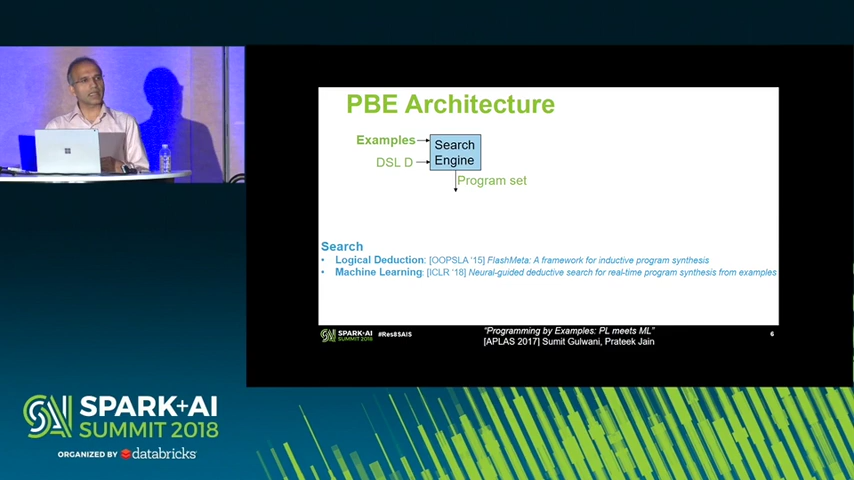 PBE Architecture
Examples
DSL D
Search
Engine
Program set
Search
• Logical Deduction: [OOPSLA '15] FlashMeta: A framework for inductive program synthesis
• Machine Learning: [ICLR '18] Neural-guided deductive search for real-time program synthesis from examples
SPARK+AI
SUMMIT 2018
#Res8SAIS
"Programming by Examples: PL meets ML"
[APLAS 2017] Sumit Gulwani, Prateek Jain
6
SPARK+AI
SUMMIT 2018
ORGANIZED BY databricks